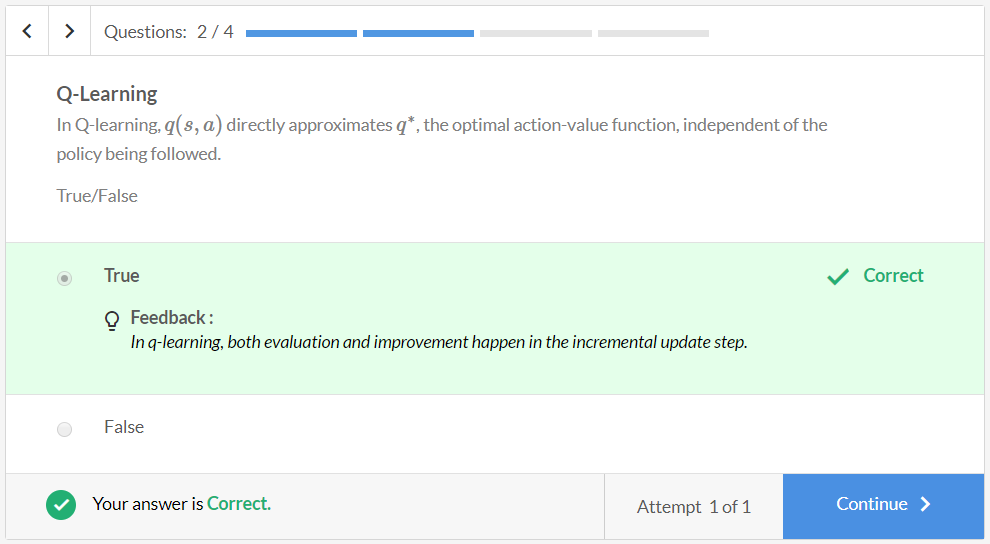 Questions: 2 / 4
Q-Learning
In Q-learning, q(s, a) directly approximates q*, the optimal action-value function, independent of the
policy being followed.
True/False
True
Correct
Feedback :
In q-learning, both evaluation and improvement happen in the incremental update step.
False
Your answer is Correct.
Attempt 1 of 1
Continue